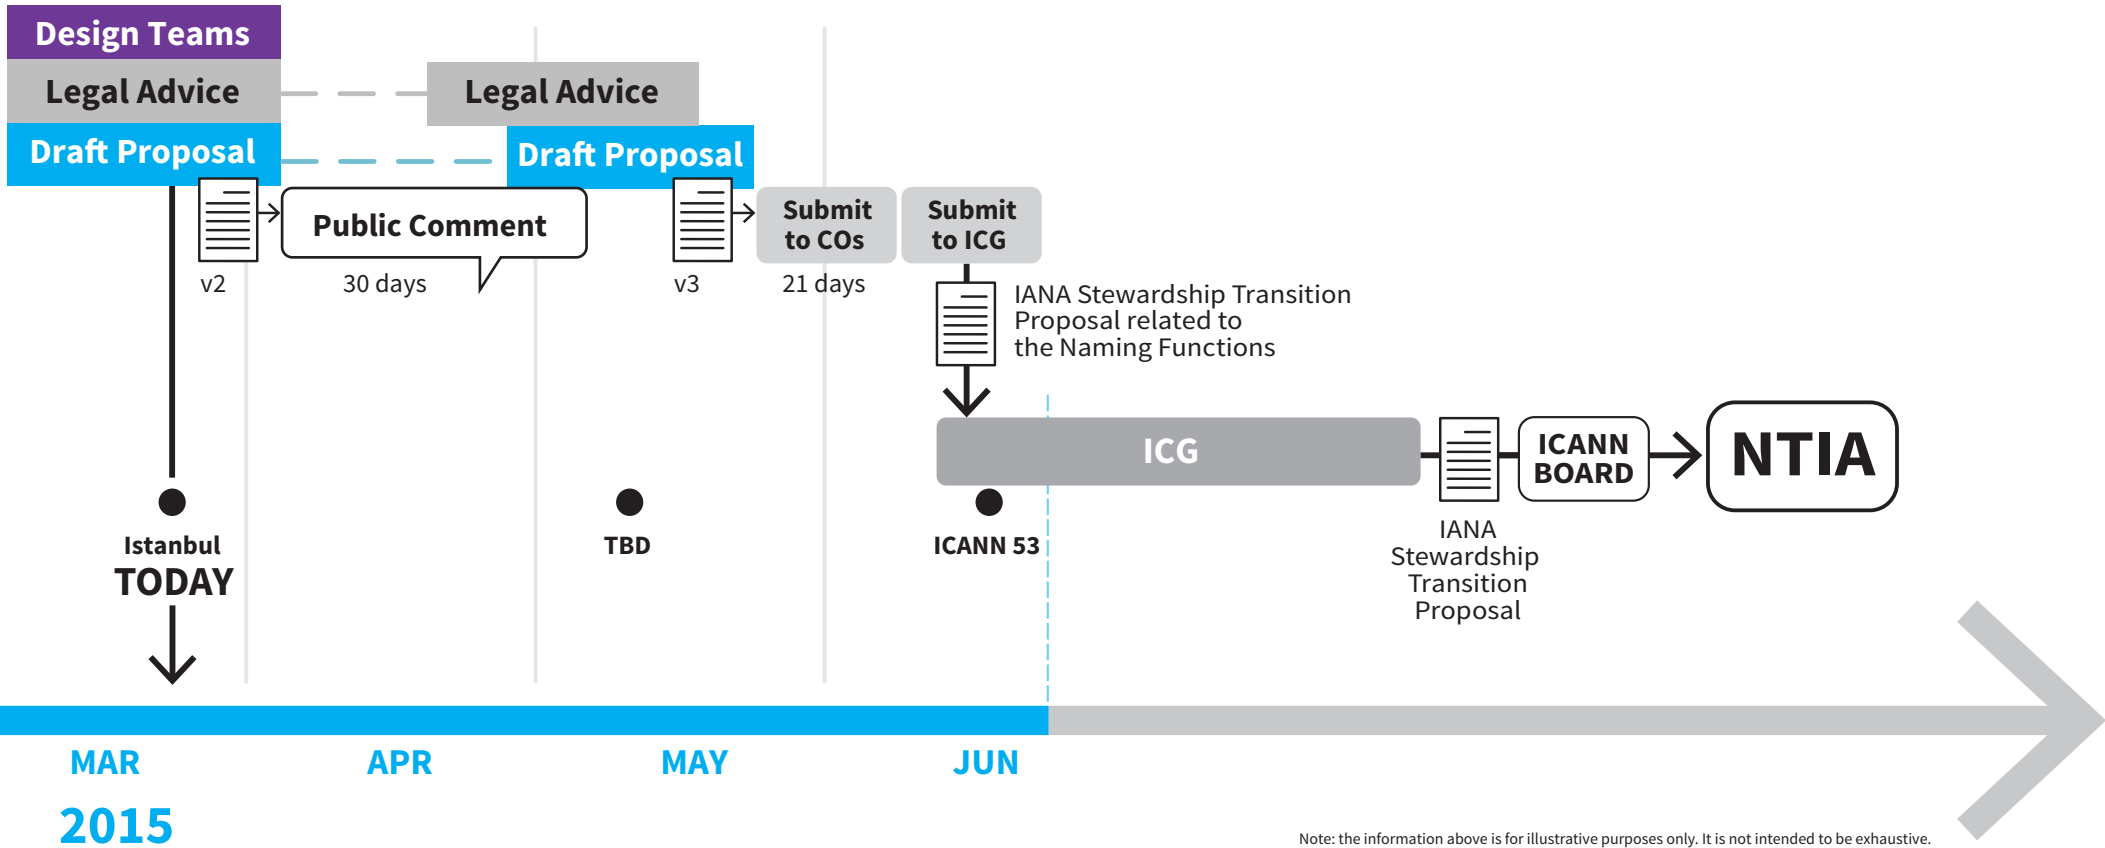 Design Teams
Legal Advice
Legal Advice
Draft Proposal
Draft Proposal
Public Comment
Submit
to COs
Submit
to ICG
v2
30 days
v3
21 days
IANA Stewardship Transition
Proposal related to
the Naming Functions
ICG
ICANN
BOARD
NTIA
IANA
Stewardship
Transition
Proposal
Istanbul
TODAY
TBD
ICANN 53
MAR
APR
MAY
JUN
2015
Note: the information above is for illustrative purposes only. It is not intended to be exhaustive.